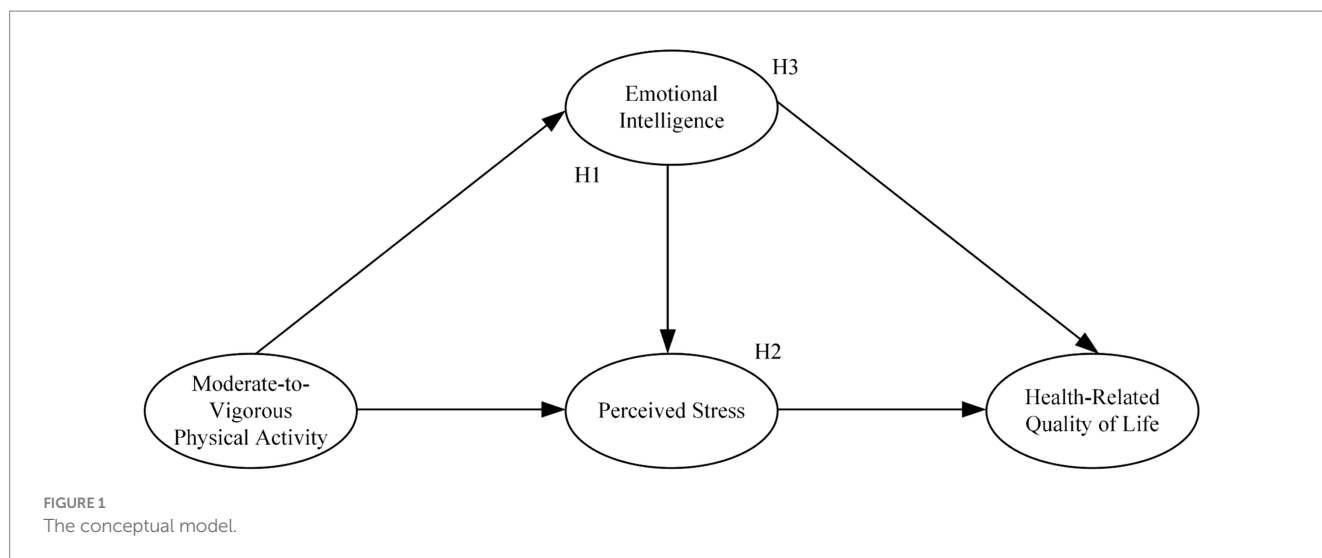 H3
Emotional
Intelligence
H1
H2
Moderate-to-
Vigorous
Physical Activity
Perceived Stress
Health-Related
Quality of Life
FIGURE 1
The conceptual model.